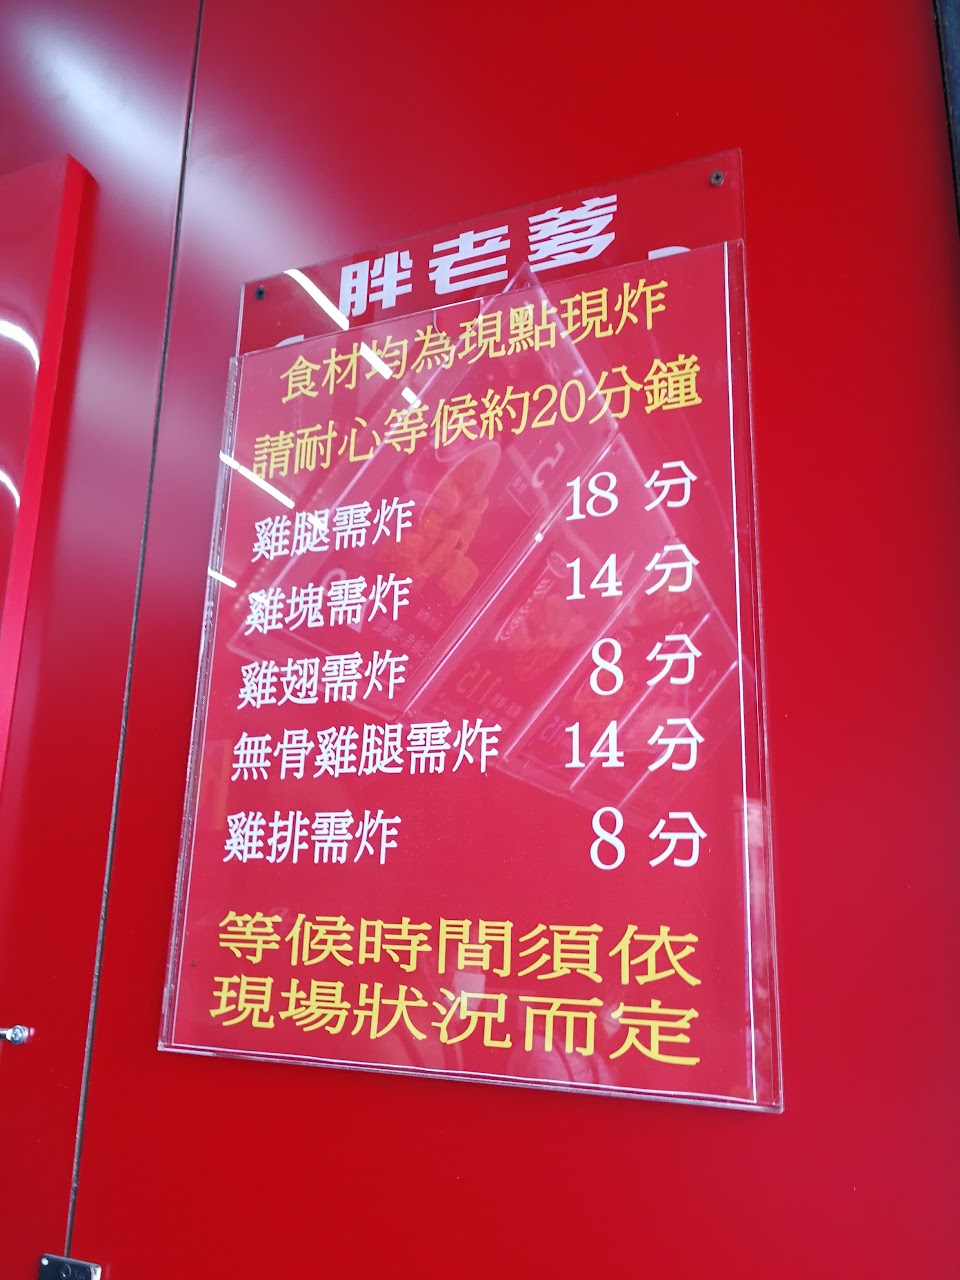 胖老爹
食材均為現點現炸
請耐心等候約20分鐘
雞腿需炸 18 分
雞塊需炸 14 分
雞翅需炸 8 分
無骨雞腿需炸 14 分
雞排需炸 8 分
等候時間須依
現場狀況而定